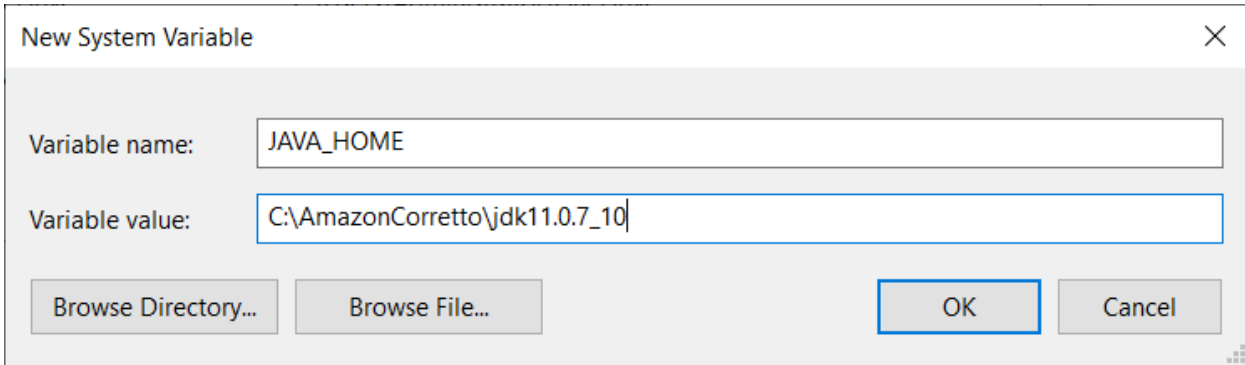 New System Variable
Variable name: JAVA_HOME
Variable value: C:\AmazonCorretto\jdk11.0.7_10
Browse Directory... Browse File... OK Cancel